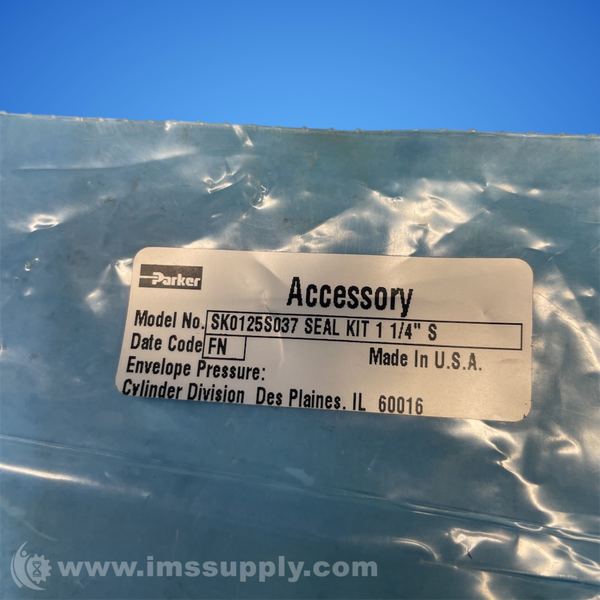 Parker
Accessory
Model No. SK0125S037 SEAL KIT 1 1/4" S
Date Code FN Made In U.S.A.
Envelope Pressure:
Cylinder Division Des Plaines, IL 60016
www.imssupply.com